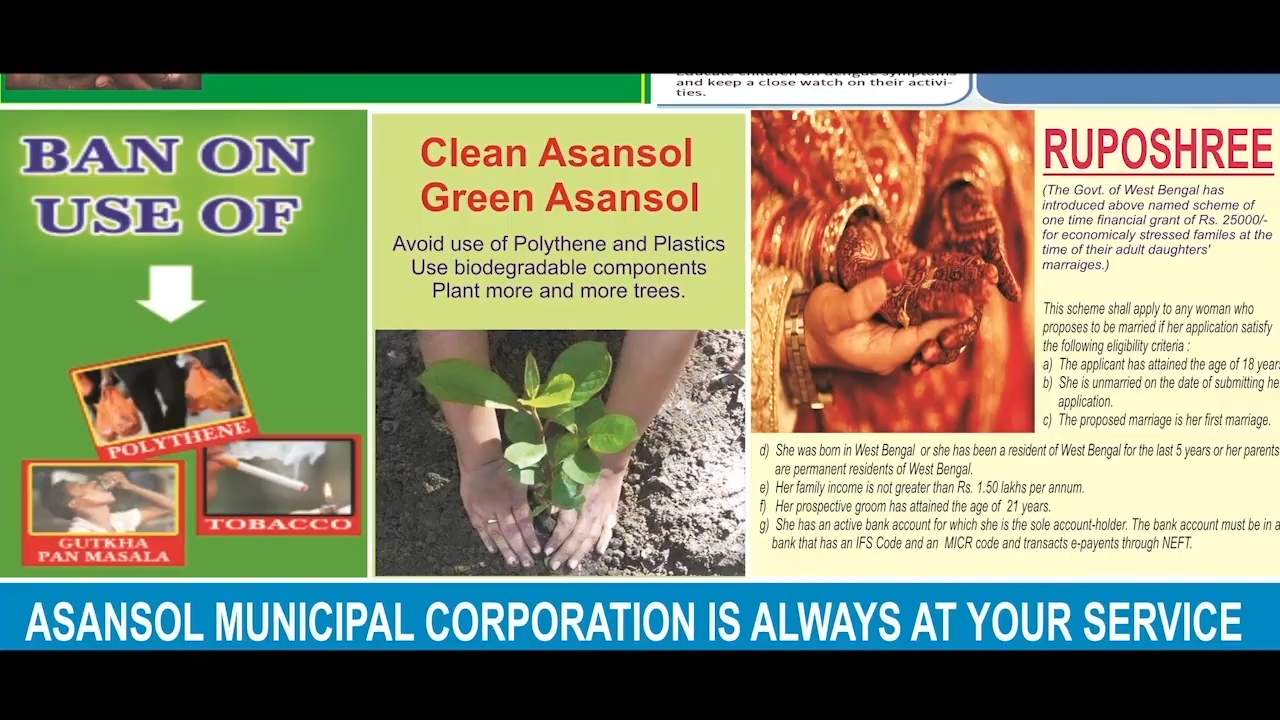 Educate children on dengue symptoms
and keep a close watch on their activi-
ties.
BAN ON
USE OF
POLYTHENE
TOBACCO
GUTKHA
PAN MASALA
Clean Asansol
Green Asansol
Avoid use of Polythene and Plastics
Use biodegradable components
Plant more and more trees.
RUPOSHREE
(The Govt. of West Bengal has
introduced above named scheme of
one time financial grant of Rs. 25000/-
for economicaly stressed familes at the
time of their adult daughters'
marraiges.)
This scheme shall apply to any woman who
proposes to be married if her application satisfy
the following eligibility criteria :
a) The applicant has attained the age of 18 years
b) She is unmarried on the date of submitting he
application.
c) The proposed marriage is her first marriage.
d) She was born in West Bengal or she has been a resident of West Bengal for the last 5 years or her parents
are permanent residents of West Bengal.
e) Her family income is not greater than Rs. 1.50 lakhs per annum.
f) Her prospective groom has attained the age of 21 years.
g) She has an active bank account for which she is the sole account-holder. The bank account must be in a
bank that has an IFS Code and an MICR code and transacts e-payents through NEFT.
ASANSOL MUNICIPAL CORPORATION IS ALWAYS AT YOUR SERVICE